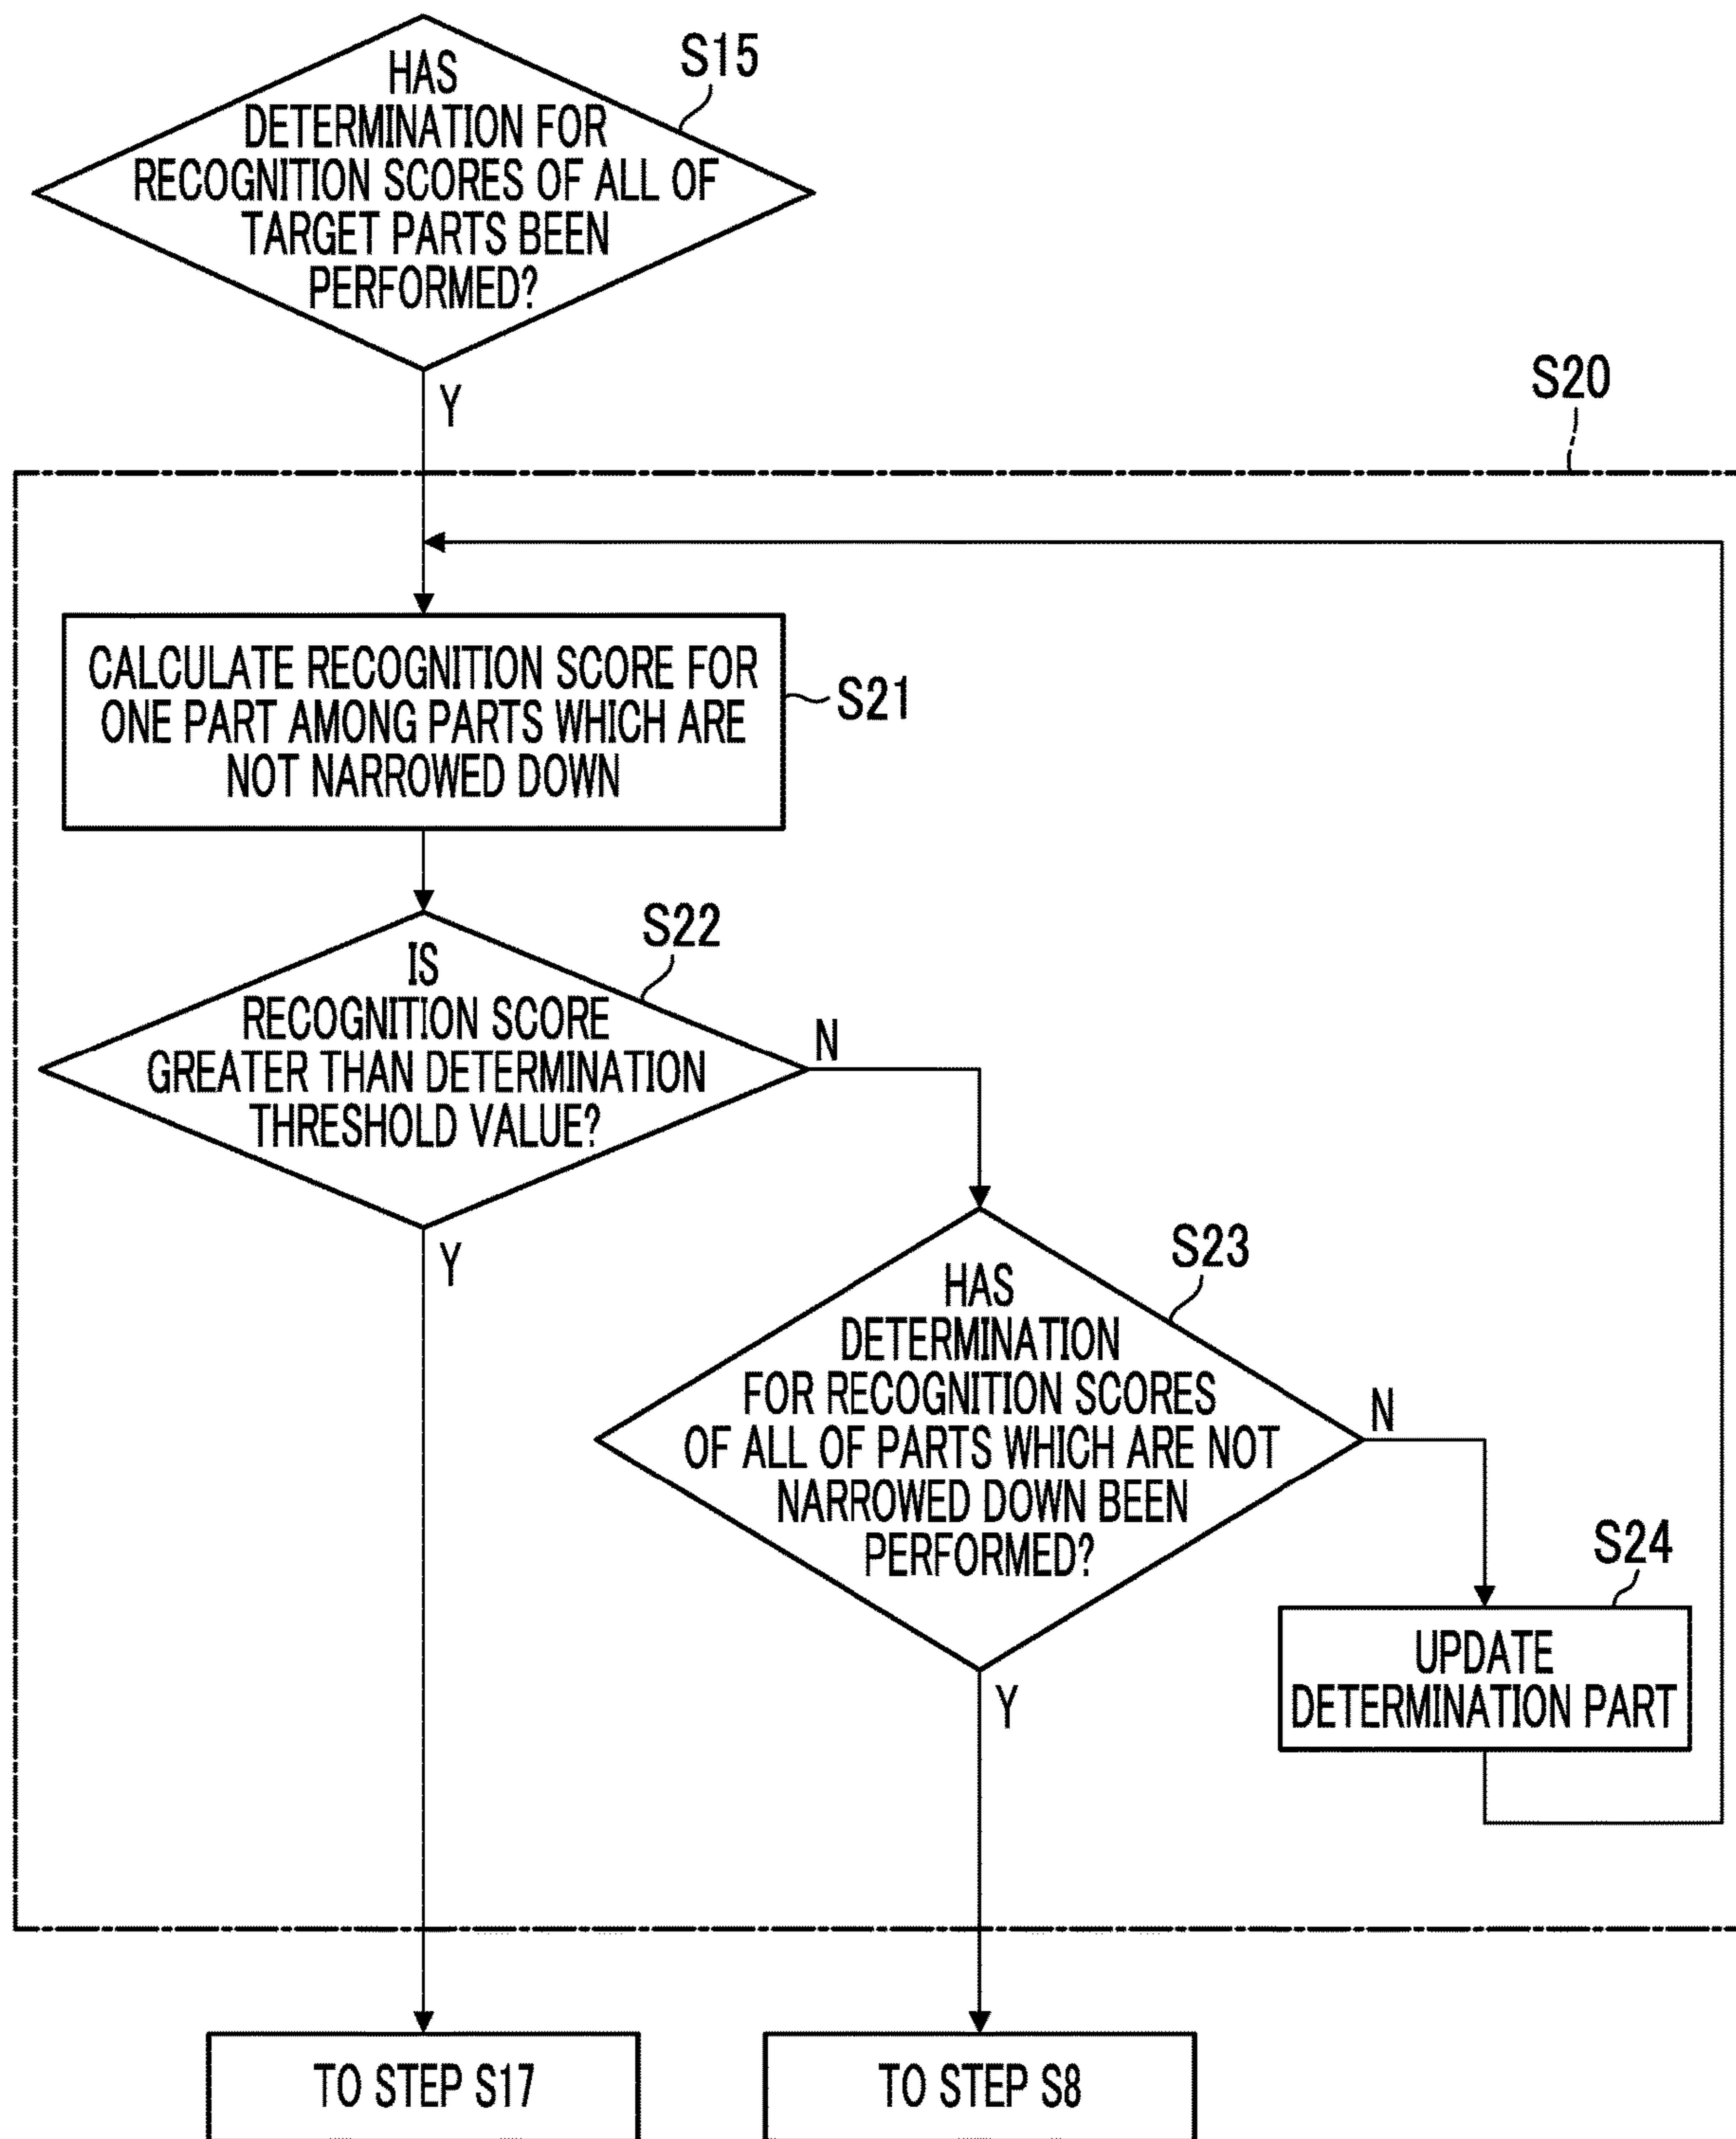 HAS
DETERMINATION FOR
RECOGNITION SCORES OF ALL OF
TARGET PARTS BEEN
PERFORMED?
S15
Y
S20
CALCULATE RECOGNITION SCORE FOR
ONE PART AMONG PARTS WHICH ARE
NOT NARROWED DOWN
S21
IS
RECOGNITION SCORE
GREATER THAN DETERMINATION
THRESHOLD VALUE?
S22
N
Y
HAS
DETERMINATION
FOR RECOGNITION SCORES
OF ALL OF PARTS WHICH ARE NOT
NARROWED DOWN BEEN
PERFORMED?
S23
N
Y
S24
UPDATE
DETERMINATION PART
TO STEP S17
TO STEP S8